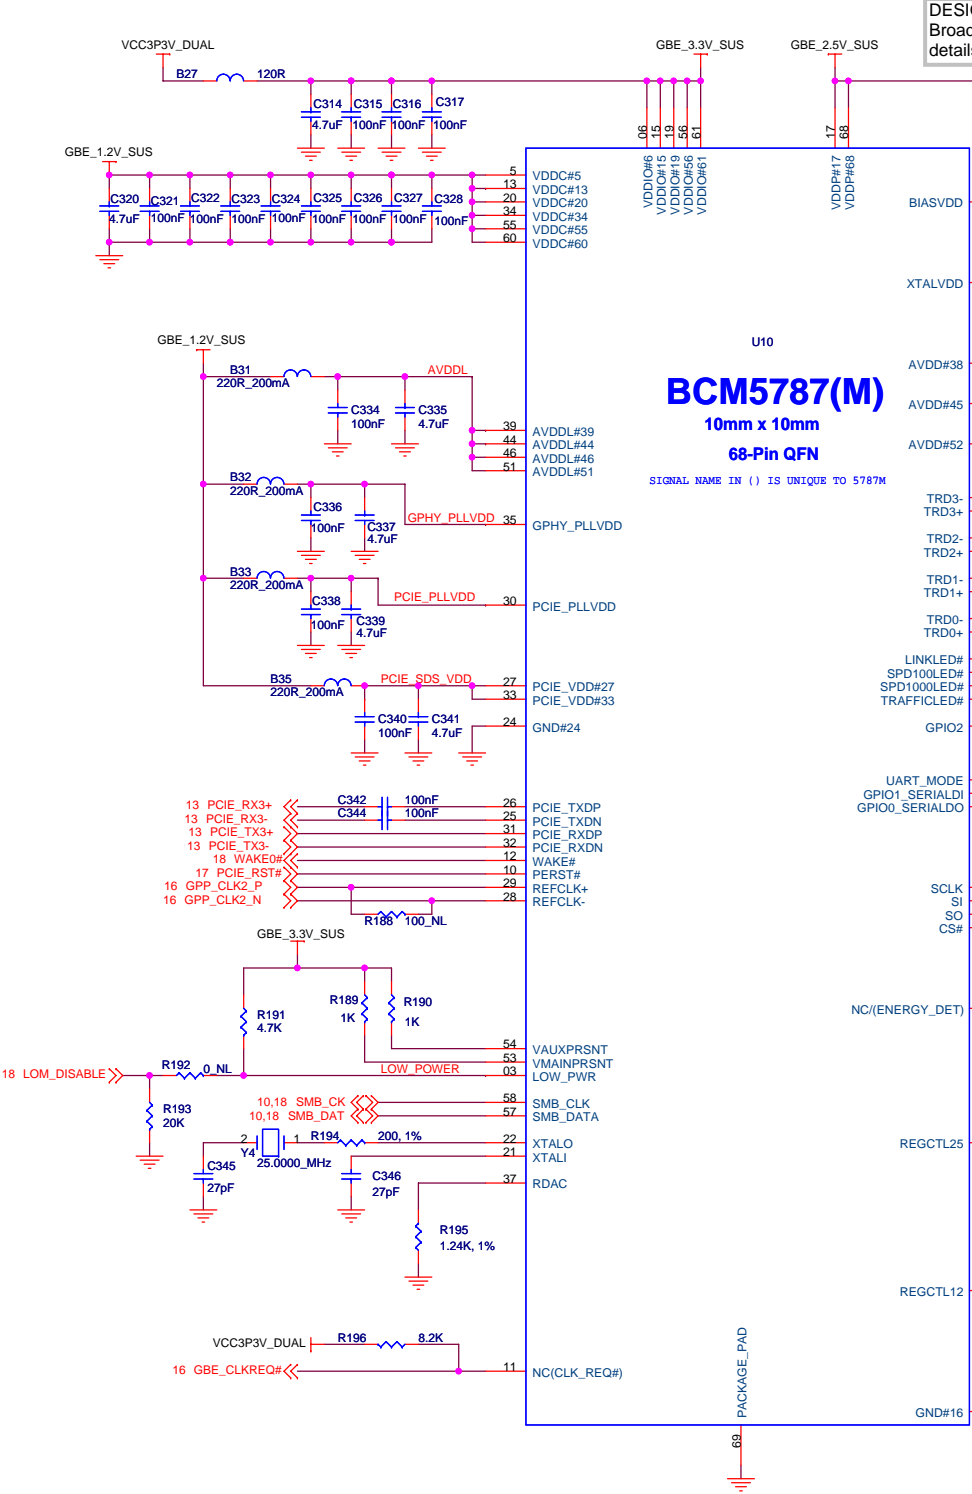 DESI
Broad
details
VCC3P3V_DUAL
GBE_3.3V_SUS
GBE_2.5V_SUS
B27
120R
C314
4.7uF
C315
100nF
C316
100nF
C317
100nF
06
15
19
56
61
17
68
VDDIO#6
VDDIO#15
VDDIO#19
VDDIO#56
VDDIO#61
VDDP#17
VDDP#68
GBE_1.2V_SUS
C320
4.7uF
C321
100nF
C322
100nF
C323
100nF
C324
100nF
C325
100nF
C326
100nF
C327
100nF
C328
100nF
5 VDDC#5
13 VDDC#13
20 VDDC#20
34 VDDC#34
55 VDDC#55
60 VDDC#60
BIASVDD
XTALVDD
GBE_1.2V_SUS
U10
BCM5787(M)
10mm x 10mm
68-Pin QFN
SIGNAL NAME IN () IS UNIQUE TO 5787M
B31
220R_200mA
AVDDL
C334
100nF
C335
4.7uF
39 AVDDL#39
44 AVDDL#44
46 AVDDL#46
51 AVDDL#51
AVDD#38
AVDD#45
AVDD#52
B32
220R_200mA
C336
100nF
C337
4.7uF
GPHY_PLLVDD 35 GPHY_PLLVDD
TRD3-
TRD3+
TRD2-
TRD2+
TRD1-
TRD1+
TRD0-
TRD0+
B33
220R_200mA
C338
100nF
C339
4.7uF
PCIE_PLLVDD 30 PCIE_PLLVDD
B35
220R_200mA
PCIE_SDS_VDD
C340
100nF
C341
4.7uF
27 PCIE_VDD#27
33 PCIE_VDD#33
24 GND#24
LINKLED#
SPD100LED#
SPD1000LED#
TRAFFICLED#
GPIO2
UART_MODE
GPIO1_SERIALDI
GPIO0_SERIALDO
13 PCIE_RX3+ C342 100nF 26 PCIE_TXDP
13 PCIE_RX3- C344 100nF 25 PCIE_TXDN
13 PCIE_TX3+ 31 PCIE_RXDP
13 PCIE_TX3- 32 PCIE_RXDN
18 WAKE0# 12 WAKE#
17 PCIE_RST# 10 PERST#
16 GPP_CLK2_P 29 REFCLK+
16 GPP_CLK2_N 28 REFCLK-
R188 100_NL
SCLK
SI
SO
CS#
GBE_3.3V_SUS
R191
4.7K
R189
1K
R190
1K
NC/(ENERGY_DET)
54 VAUXPRSNT
53 VMAINPRSNT
18 LOM_DISABLE R192 0_NL LOW_POWER 03 LOW_PWR
R193
20K
10,18 SMB_CK 58 SMB_CLK
10,18 SMB_DAT 57 SMB_DATA
2 Y4 1
25.0000_MHz
R194 200, 1% 22 XTALO
21 XTALI
C345
27pF
C346
27pF
37 RDAC
R195
1.24K, 1%
REGCTL25
REGCTL12
VCC3P3V_DUAL R196 8.2K
16 GBE_CLKREQ# 11 NC(CLK_REQ#)
PACKAGE_PAD
69
GND#16